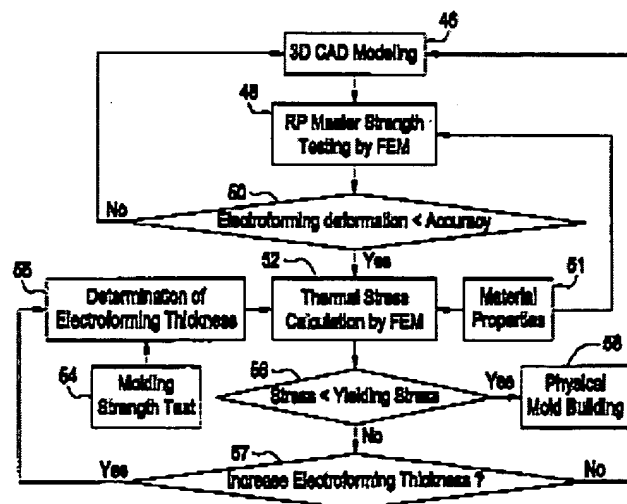 46
3D CAD Modeling
48
RP Master Strength
Testing by FEM
50
No
Electroforming deformation < Accuracy
Yes
55
52
51
Determination of
Electroforming Thickness
Thermal Stress
Calculation by FEM
Material
Properties
54
Molding
Strength Text
56
Stress < Yielding Stress
Yes
58
Physical
Mold Building
No
57
Yes
Increase Electroforming Thickness ?
No